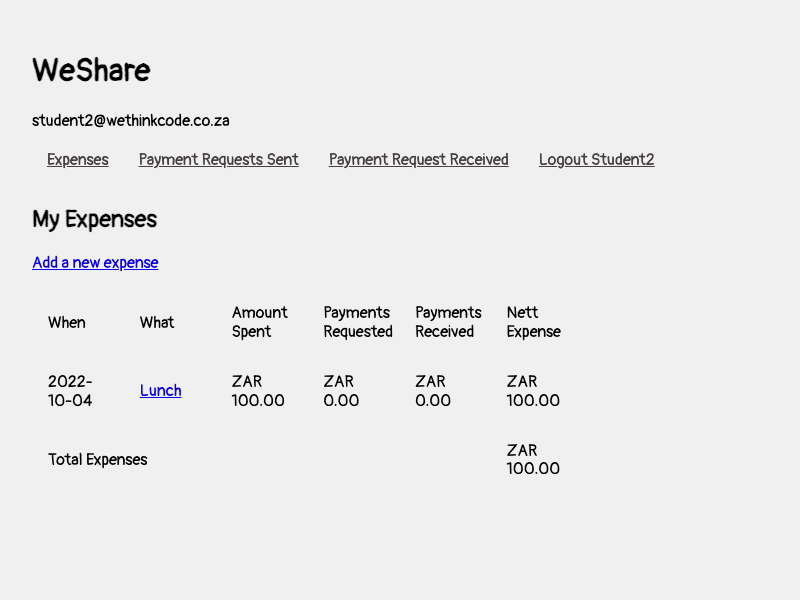 WeShare
student2@wethinkcode.co.za
Expenses Payment Requests Sent Payment Request Received Logout Student2
My Expenses
Add a new expense
When What Amount Spent Payments Requested Payments Received Nett Expense
2022-10-04 Lunch ZAR 100.00 ZAR 0.00 ZAR 0.00 ZAR 100.00
Total Expenses ZAR 100.00